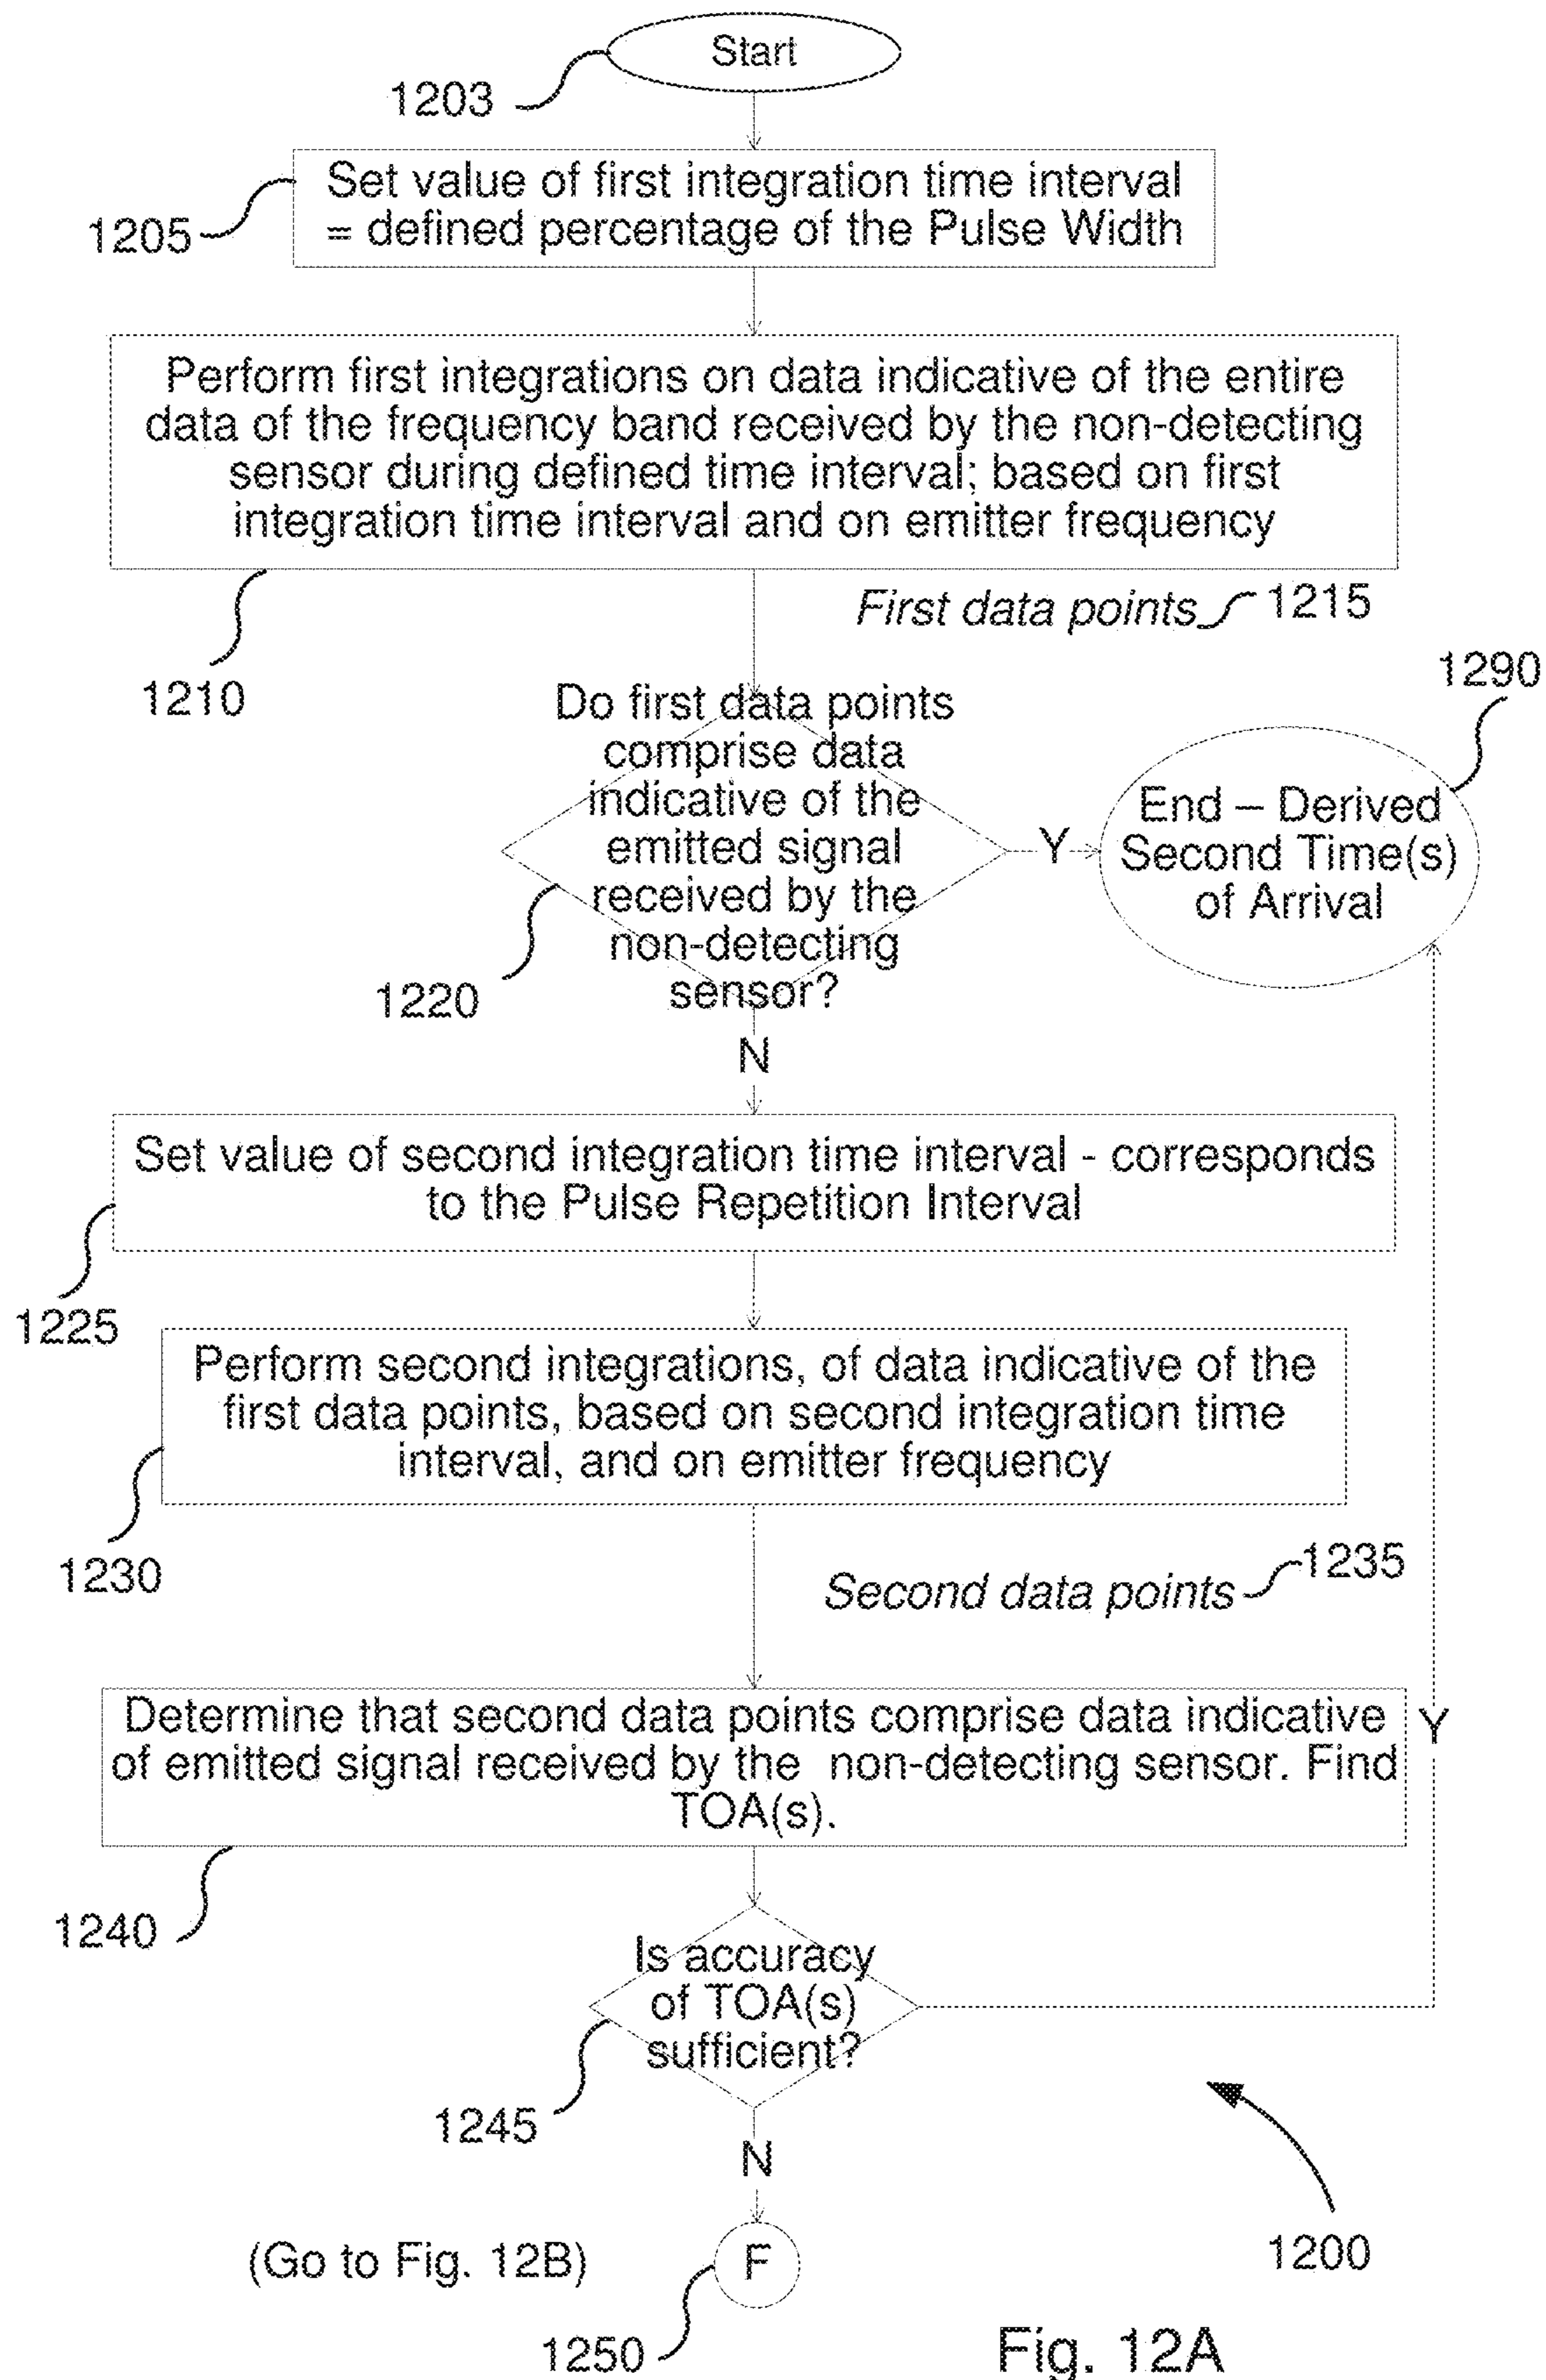 Start
1203
Set value of first integration time interval
= defined percentage of the Pulse Width
1205
Perform first integrations on data indicative of the entire
data of the frequency band received by the non-detecting
sensor during defined time interval; based on first
integration time interval and on emitter frequency
1210
First data points
1215
Do first data points
comprise data
indicative of the
emitted signal
received by the
non-detecting
sensor?
1220
Y
1290
End – Derived
Second Time(s)
of Arrival
N
Set value of second integration time interval - corresponds
to the Pulse Repetition Interval
1225
Perform second integrations, of data indicative of the
first data points, based on second integration time
interval, and on emitter frequency
1230
Second data points
1235
Determine that second data points comprise data indicative
of emitted signal received by the non-detecting sensor. Find
TOA(s).
Y
1240
Is accuracy
of TOA(s)
sufficient?
1245
N
(Go to Fig. 12B)
F
1250
1200
Fig. 12A